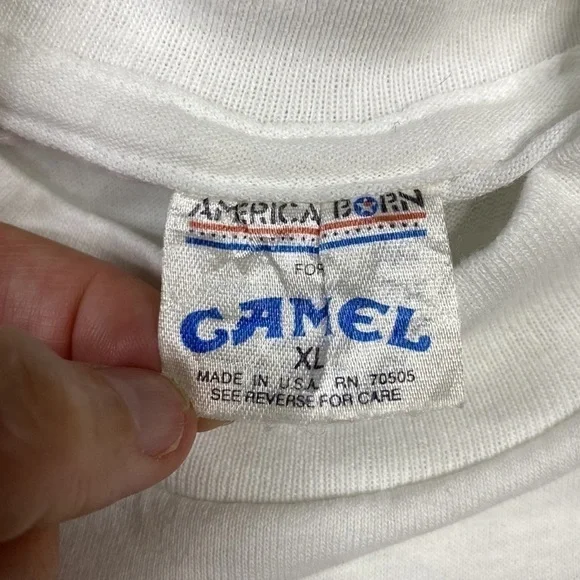 AMERICA BORN
FOR
CAMEL
XL
MADE IN U.S.A. RN 70505
SEE REVERSE FOR CARE